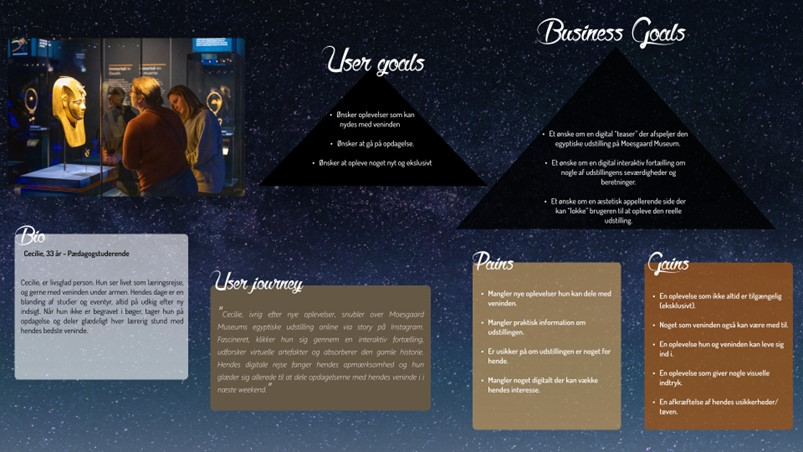 User goals
• Ønsker oplevelser som kan
nydes med veninden
• Ønsker at gå på opdagelse.
• Ønsker at opleve noget nyt og ekslusivt
Business Goals
• Et ønske om en digital "teaser" der afspejler den
egyptiske udstilling på Moesgaard Museum.
• Et ønske om en digital interaktiv fortælling om
nogle af udstillingens seværdigheder og
beretninger.
• Et ønske om en æstetisk appellerende side der
kan "lokke" brugeren til at opleve den reelle
udstilling.
Bio
Cecilie, 33 år - Pædagogstuderende
Cecilie, er livsglad person. Hun ser livet som læringsrejse,
og gerne med veninden under armen. Hendes dage er en
blanding af studier og eventyr, altid på udkig efter ny
indsigt. Når hun ikke er begravet i bøger, tager hun på
opdagelse og deler glædeligt hver lærerig stund med
hendes bedste veninde.
User journey
"Cecilie, ivrig efter nye oplevelser, snubler over Moesgaard
Museums egyptiske udstilling online via story på Instagram.
Fascineret, klikker hun sig gennem en interaktiv fortælling,
udforsker virtuelle artefakter og absorberer den gamle historie.
Hendes digitale rejse fanger hendes opmærksomhed og hun
glæder sig allerede til at dele opdagelserne med hendes veninde i i
næste weekend."
Pains
• Mangler nye oplevelser hun kan dele med
veninden.
• Mangler praktisk information om
udstillingen.
• Er usikker på om udstillingen er noget for
hende.
• Mangler noget digitalt der kan vække
hendes interesse.
Gains
• En oplevelse som ikke altid er tilgængelig
(eksklusivt).
• Noget som veninden også kan være med til.
• En oplevelse hun og veninden kan leve sig
ind i.
• En oplevelse som giver nogle visuelle
indtryk.
• En afkræftelse af hendes usikkerheder/
tøven.